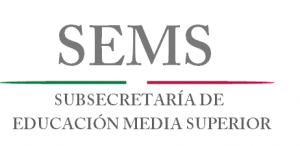 SEMS
SUBSECRETARÍA DE
EDUCACIÓN MEDIA SUPERIOR